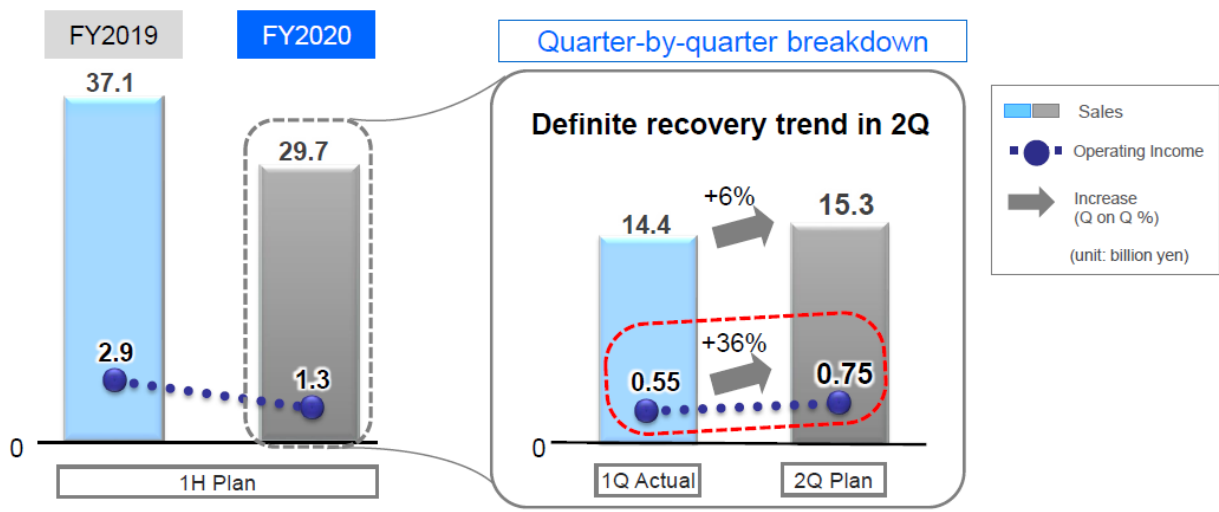 FY2019
FY2020
Quarter-by-quarter breakdown
37.1
29.7
2.9
1.3
0
1H Plan
Definite recovery trend in 2Q
+6%
14.4
15.3
+36%
0.55
0.75
0
1Q Actual
2Q Plan
Sales
Operating Income
Increase
(Q on Q %)
(unit: billion yen)